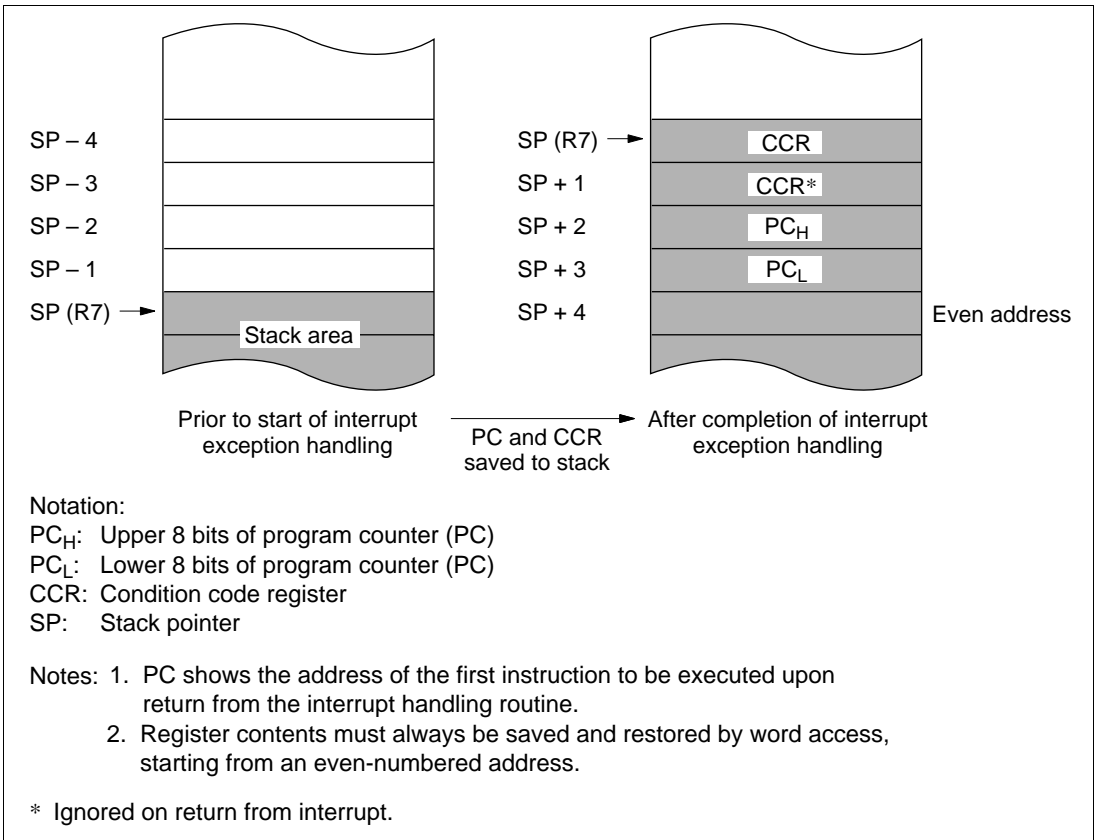 SP – 4
SP – 3
SP – 2
SP – 1
SP (R7)
Stack area
SP (R7)
SP + 1
SP + 2
SP + 3
SP + 4
CCR
CCR*
PCH
PCL
Even address
Prior to start of interrupt
exception handling
PC and CCR
saved to stack
After completion of interrupt
exception handling
Notation:
PCH: Upper 8 bits of program counter (PC)
PCL: Lower 8 bits of program counter (PC)
CCR: Condition code register
SP: Stack pointer
Notes: 1. PC shows the address of the first instruction to be executed upon
return from the interrupt handling routine.
2. Register contents must always be saved and restored by word access,
starting from an even-numbered address.
* Ignored on return from interrupt.